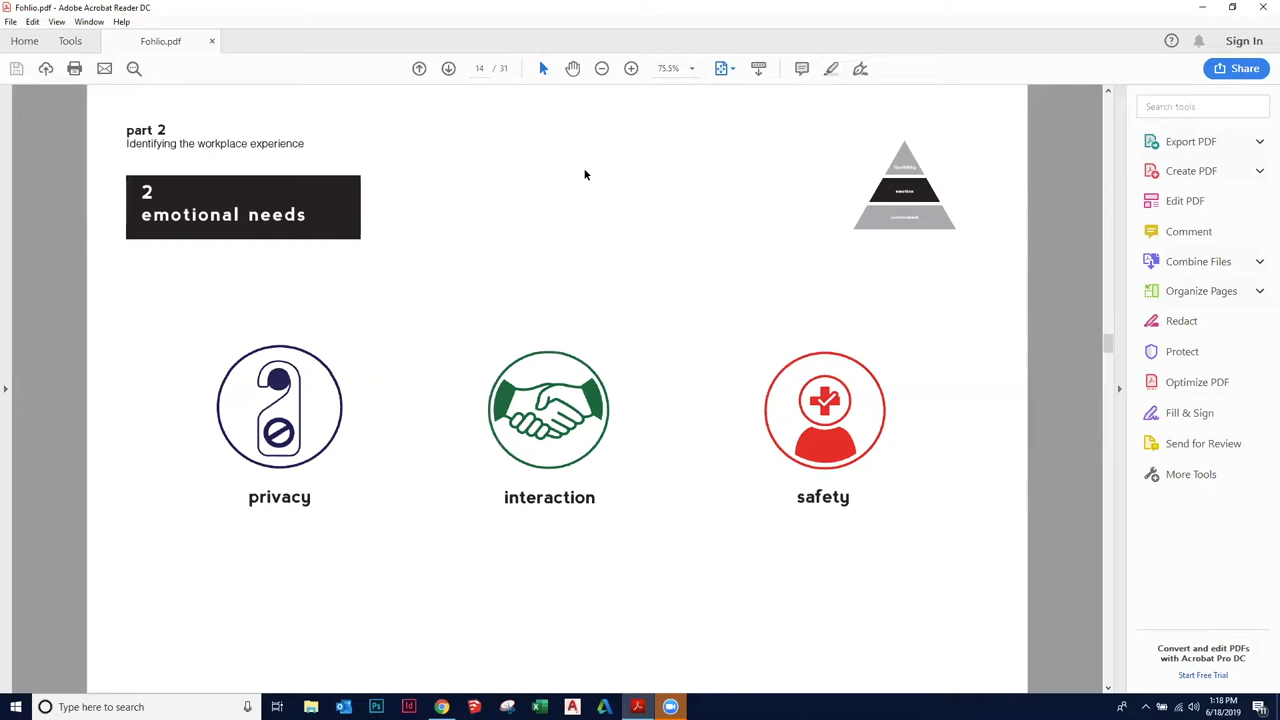 Fohlio.pdf - Adobe Acrobat Reader DC
File Edit View Window Help
Home Tools Fohlio.pdf × Sign In
14 / 31 75.5% Share
part 2
Identifying the workplace experience
2
emotional needs
flexibility
emotion
environment
privacy
interaction
safety
Search tools
Export PDF
Create PDF
Edit PDF
Comment
Combine Files
Organize Pages
Redact
Protect
Optimize PDF
Fill & Sign
Send for Review
More Tools
Convert and edit PDFs
with Acrobat Pro DC
Start Free Trial
Type here to search
1:18 PM
6/18/2019